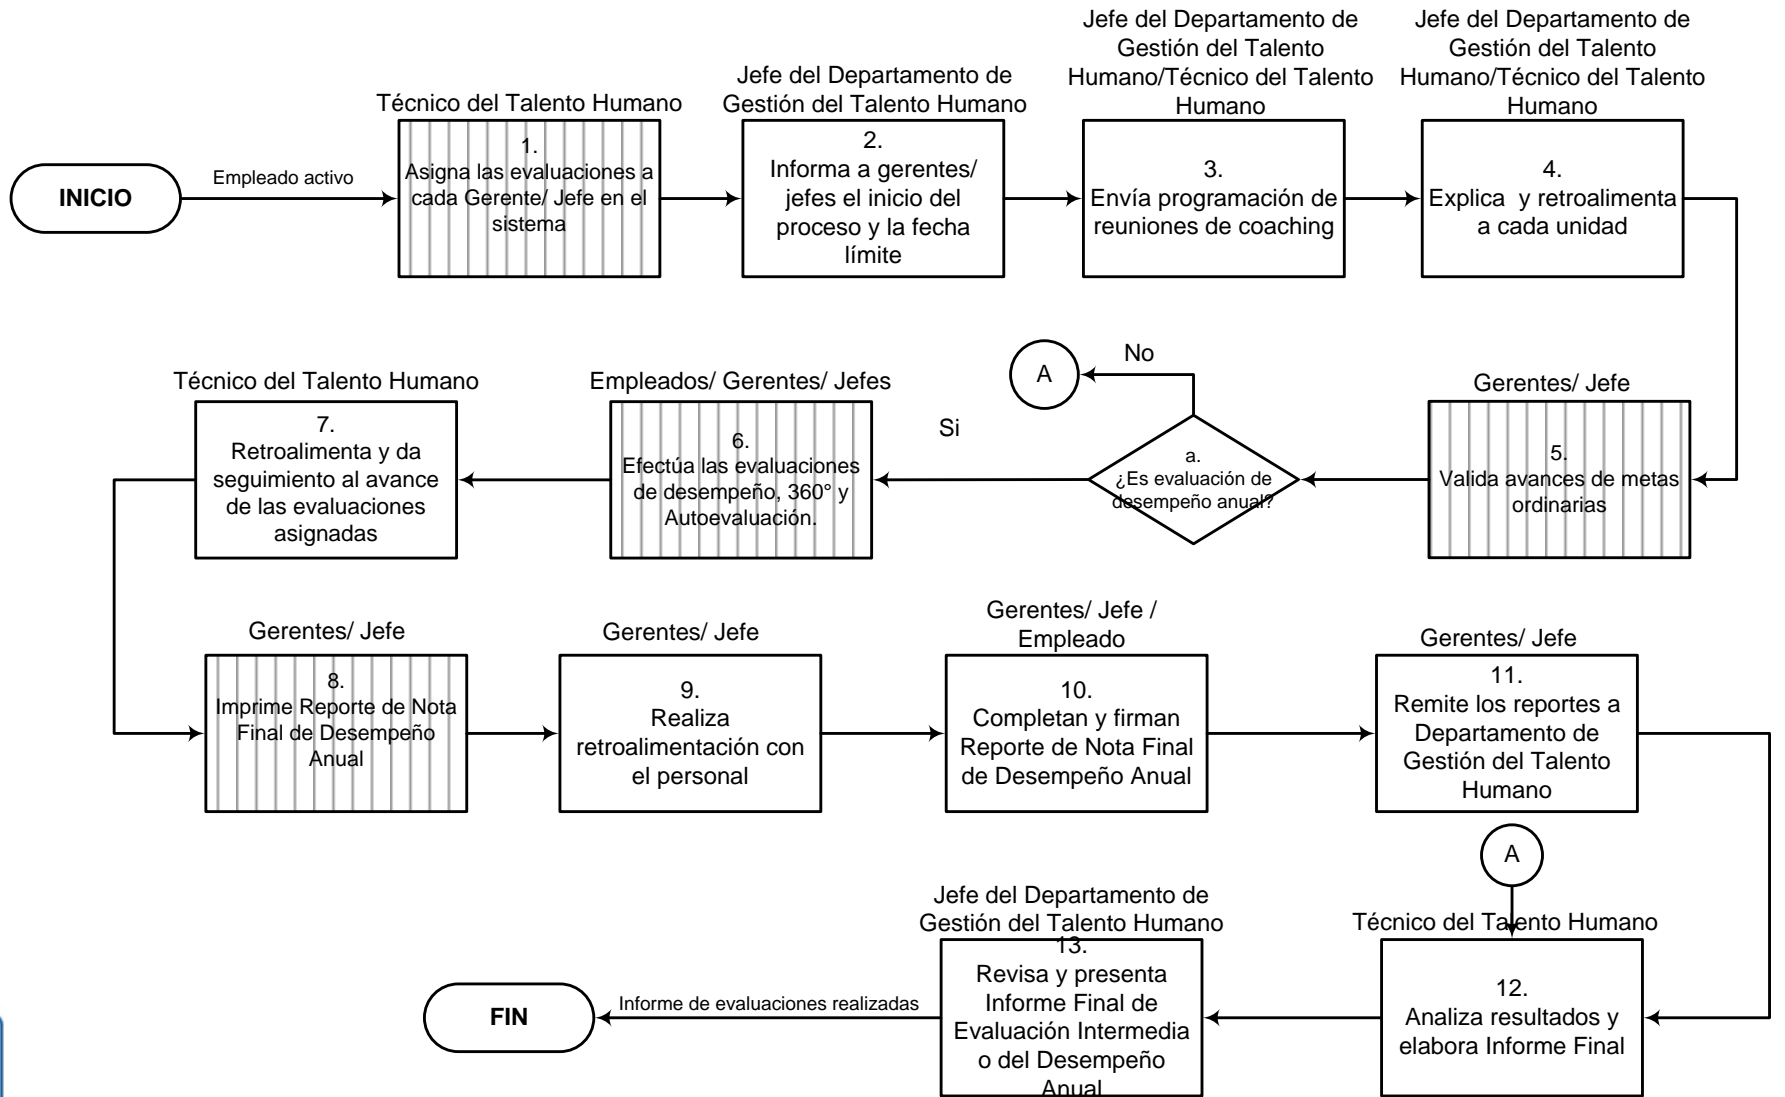 INICIO
Empleado activo
Técnico del Talento Humano
1.
Asigna las evaluaciones a
cada Gerente/ Jefe en el
sistema
Jefe del Departamento de
Gestión del Talento Humano
2.
Informa a gerentes/
jefes el inicio del
proceso y la fecha
límite
Jefe del Departamento de
Gestión del Talento
Humano/Técnico del Talento
Humano
3.
Envía programación de
reuniones de coaching
Jefe del Departamento de
Gestión del Talento
Humano/Técnico del Talento
Humano
4.
Explica y retroalimenta
a cada unidad
Gerentes/ Jefe
5.
Valida avances de metas
ordinarias
a.
¿Es evaluación de
desempeño anual?
No
A
Si
Empleados/ Gerentes/ Jefes
6.
Efectúa las evaluaciones
de desempeño, 360° y
Autoevaluación.
Técnico del Talento Humano
7.
Retroalimenta y da
seguimiento al avance
de las evaluaciones
asignadas
Gerentes/ Jefe
8.
Imprime Reporte de Nota
Final de Desempeño
Anual
Gerentes/ Jefe
9.
Realiza
retroalimentación con
el personal
Gerentes/ Jefe /
Empleado
10.
Completan y firman
Reporte de Nota Final
de Desempeño Anual
Gerentes/ Jefe
11.
Remite los reportes a
Departamento de
Gestión del Talento
Humano
A
Técnico del Talento Humano
12.
Analiza resultados y
elabora Informe Final
Jefe del Departamento de
Gestión del Talento Humano
13.
Revisa y presenta
Informe Final de
Evaluación Intermedia
o del Desempeño
Anual
Informe de evaluaciones realizadas
FIN